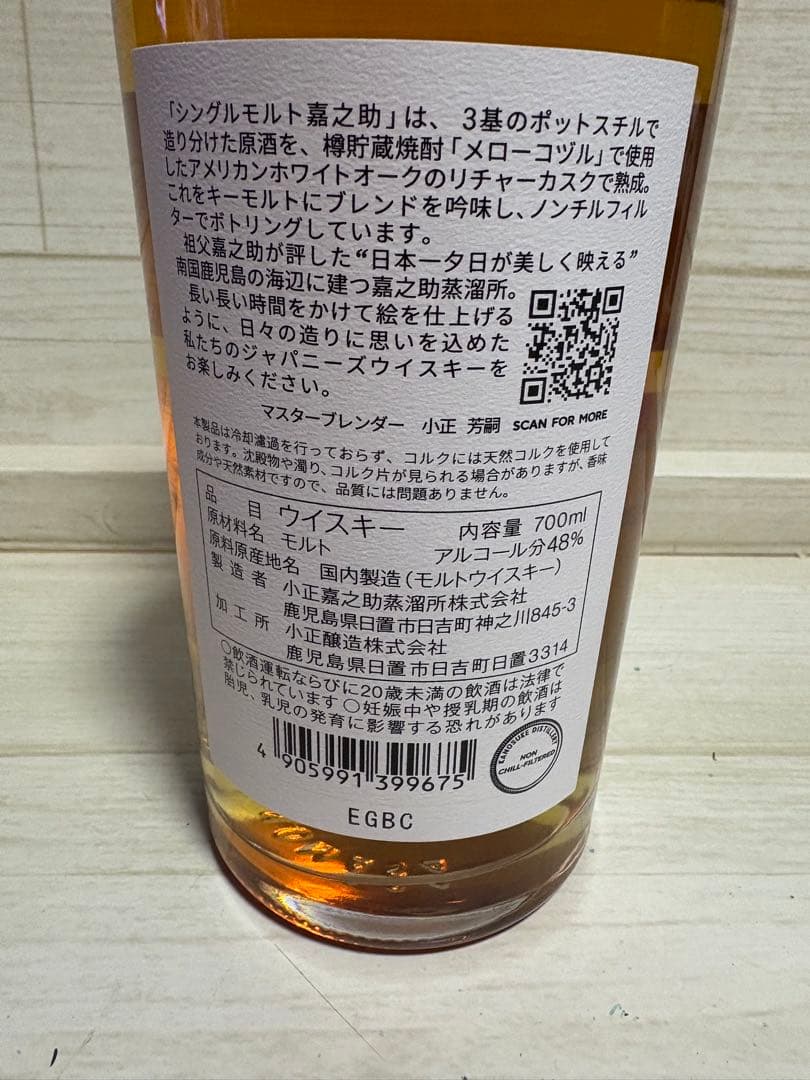 「シングルモルト嘉之助」は、3基のポットスチルで
造り分けた原酒を、樽貯蔵焼酎「メローコヅル」で使用
したアメリカンホワイトオークのリチャーカスクで熟成。
これをキーモルトにブレンドを吟味し、ノンチルフィル
ターでボトリングしています。
祖父嘉之助が評した“日本一夕日が美しく映える”
南国鹿児島の海辺に建つ嘉之助蒸溜所。
長い長い時間をかけて絵を仕上げる
ように、日々の造りに思いを込めた
私たちのジャパニーズウイスキーを
お楽しみください。
マスターブレンダー 小正 芳嗣 SCAN FOR MORE
本製品は冷却濾過を行っておらず、コルクには天然コルクを使用して
おります。沈殿物や濁り、コルク片が見られる場合がありますが、香味
成分や天然素材ですので、品質には問題ありません。
品目 ウイスキー 内容量 700ml
原材料名 モルト アルコール分48%
原料原産地名 国内製造（モルトウイスキー）
製造者 小正嘉之助蒸溜所株式会社
鹿児島県日置市日吉町神之川845-3
加工所 小正醸造株式会社
鹿児島県日置市日吉町日置3314
○飲酒運転ならびに20歳未満の飲酒は法律で
禁じられています ○妊娠中や授乳期の飲酒は
胎児、乳児の発育に影響する恐れがあります
4 905991 399675
KANOSUKE DISTILLERY
NON
CHILL-FILTERED
EGBC